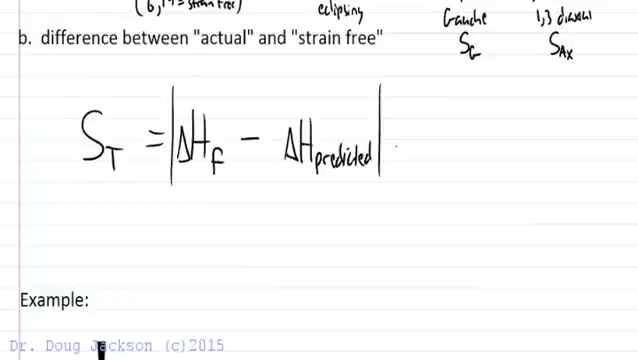 (6, 14 = strain free)
eclipsing
Gauche
1,3 diaxial
S_G
S_Ax
b. difference between "actual" and "strain free"
S_T = |ΔH_f - ΔH_predicted|
Example:
Dr. Doug Jackson (c)2015